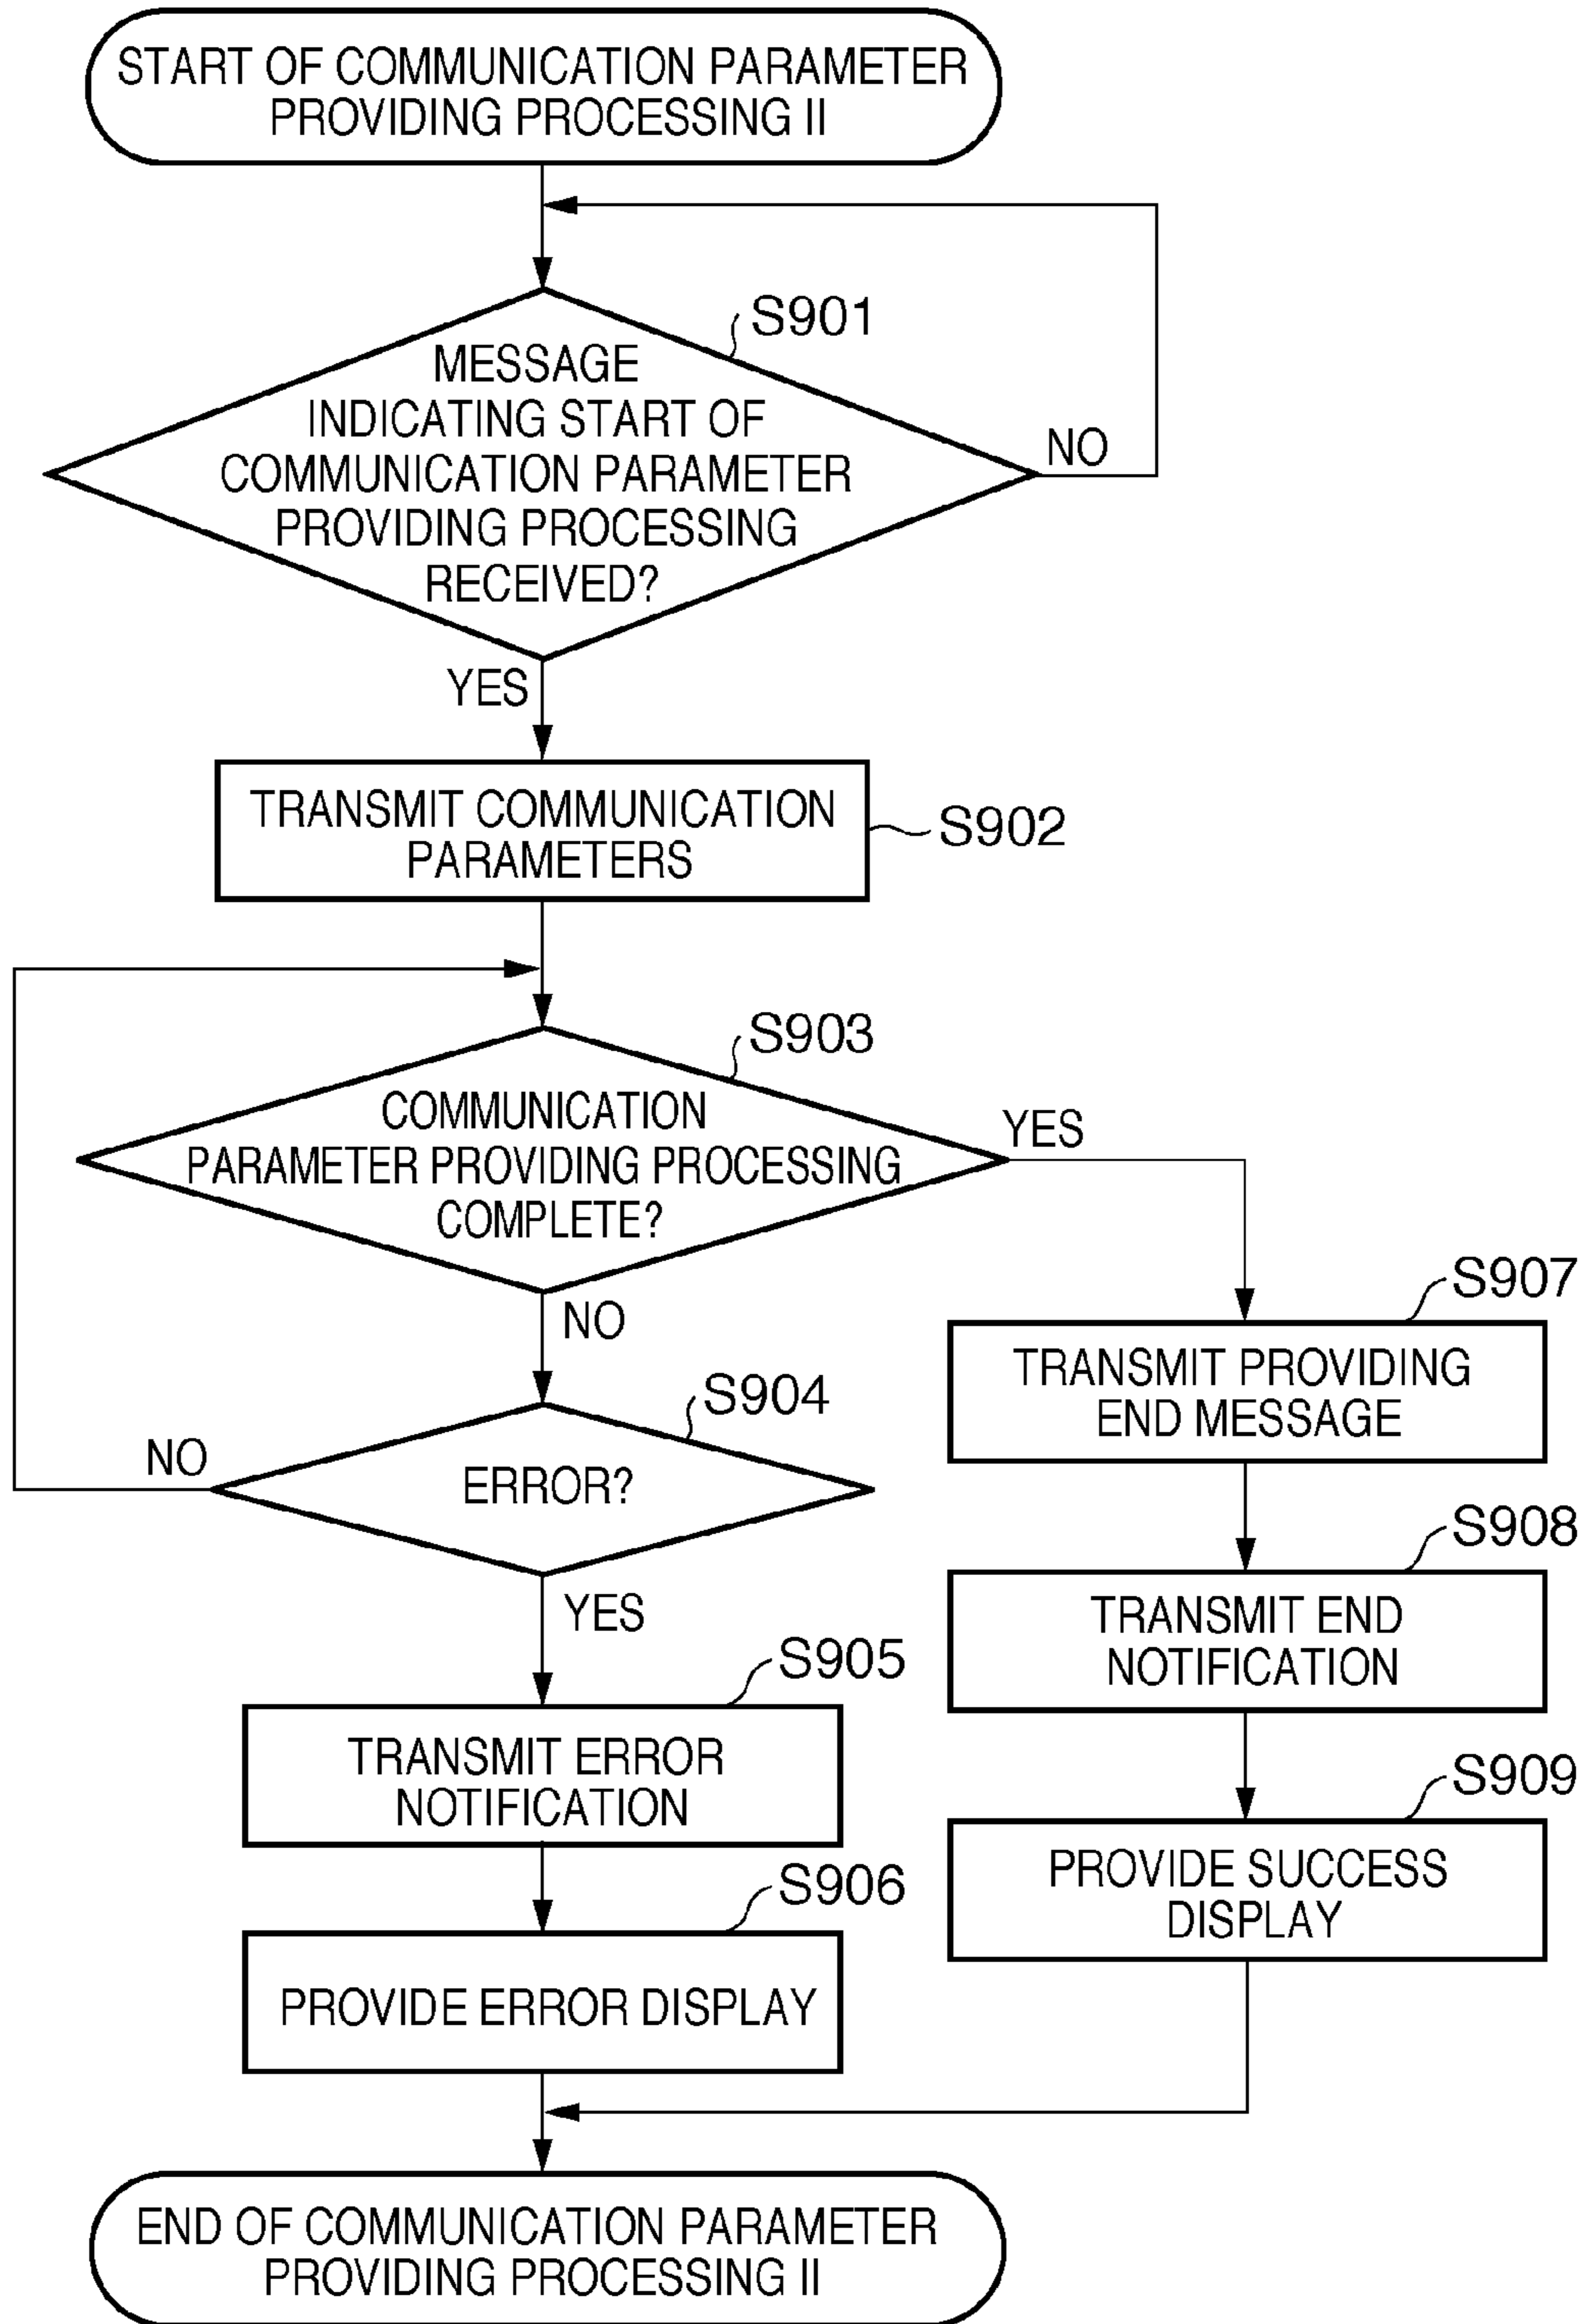 START OF COMMUNICATION PARAMETER
PROVIDING PROCESSING II
S901
MESSAGE
INDICATING START OF
COMMUNICATION PARAMETER
PROVIDING PROCESSING
RECEIVED?
NO
YES
TRANSMIT COMMUNICATION
PARAMETERS
S902
S903
COMMUNICATION
PARAMETER PROVIDING PROCESSING
COMPLETE?
YES
NO
S904
ERROR?
NO
YES
S905
TRANSMIT ERROR
NOTIFICATION
S906
PROVIDE ERROR DISPLAY
S907
TRANSMIT PROVIDING
END MESSAGE
S908
TRANSMIT END
NOTIFICATION
S909
PROVIDE SUCCESS
DISPLAY
END OF COMMUNICATION PARAMETER
PROVIDING PROCESSING II